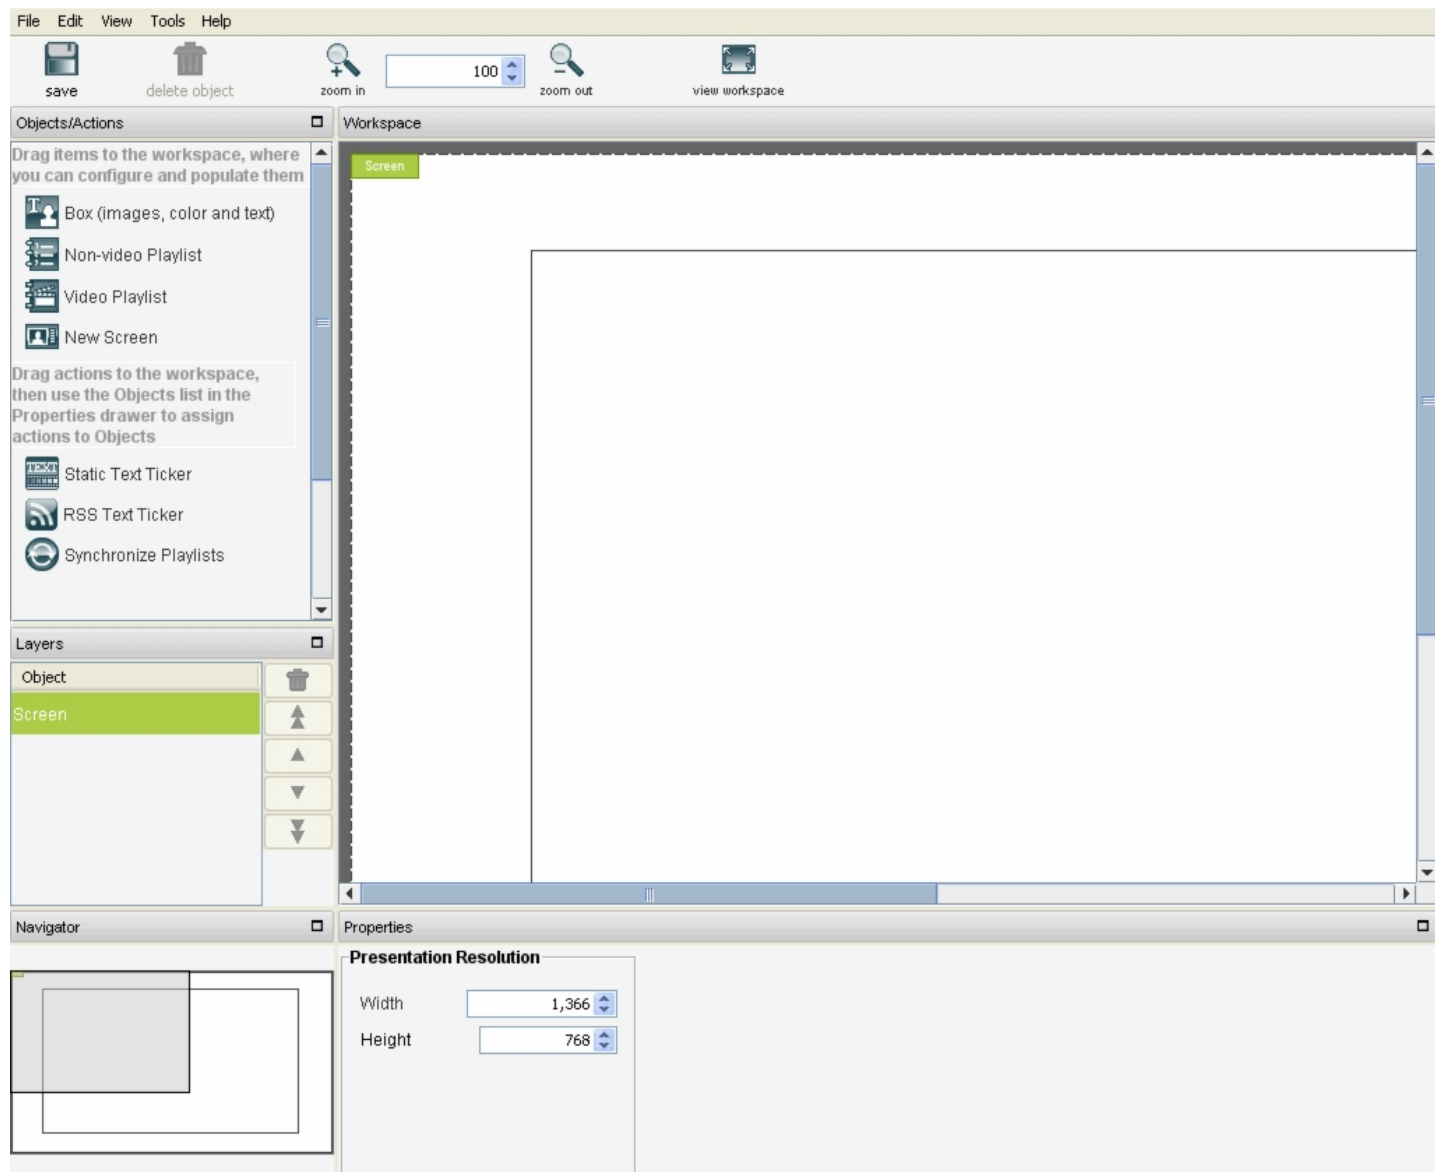 File Edit View Tools Help
save delete object zoom in 100 zoom out view workspace
Objects/Actions
Drag items to the workspace, where
you can configure and populate them
Box (images, color and text)
Non-video Playlist
Video Playlist
New Screen
Drag actions to the workspace,
then use the Objects list in the
Properties drawer to assign
actions to Objects
TEXT
Static Text Ticker
RSS Text Ticker
Synchronize Playlists
Layers
Object
Screen
Navigator
Workspace
Screen
Properties
Presentation Resolution
Width 1,366
Height 768